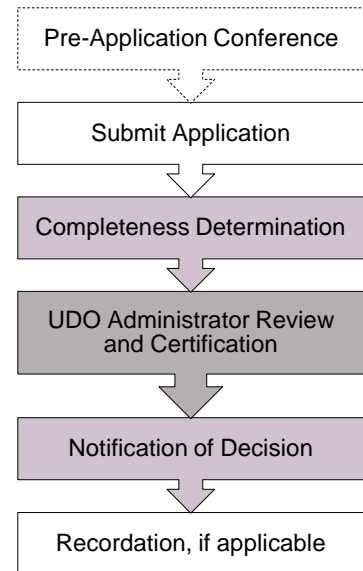 Pre-Application Conference
Submit Application
Completeness Determination
UDO Administrator Review
and Certification
Notification of Decision
Recordation, if applicable